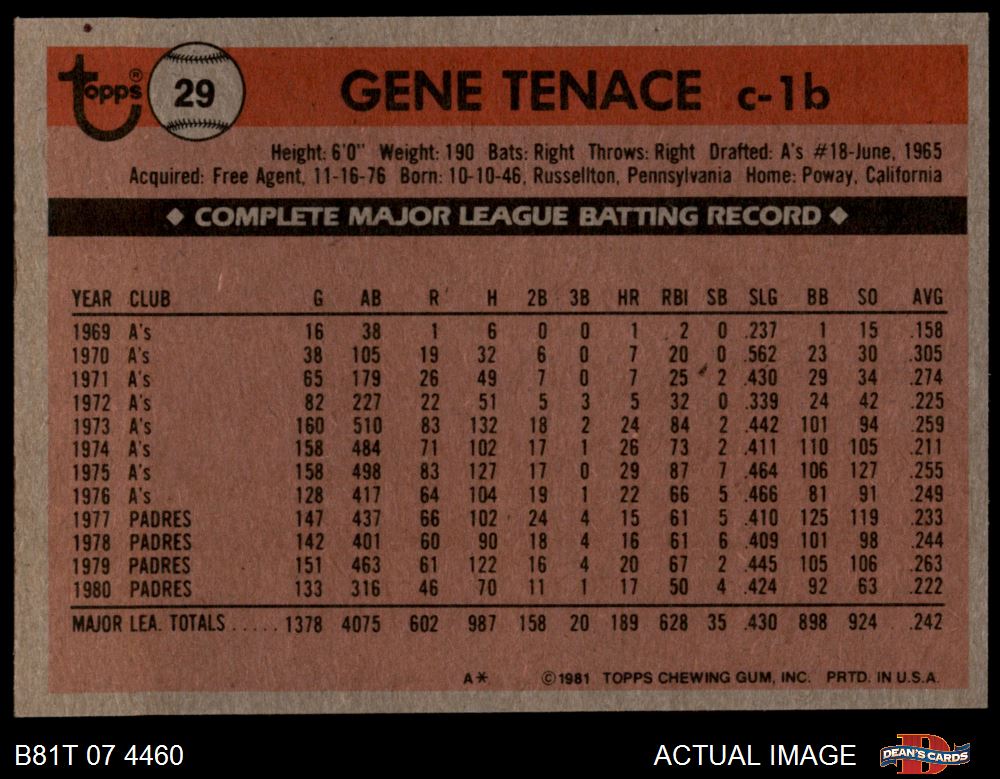 Topps® 29 GENE TENACE c-1b
Height: 6'0" Weight: 190 Bats: Right Throws: Right Drafted: A's #18-June, 1965
Acquired: Free Agent, 11-16-76 Born: 10-10-46, Russellton, Pennsylvania Home: Poway, California
◆ COMPLETE MAJOR LEAGUE BATTING RECORD ◆
YEAR CLUB G AB R H 2B 3B HR RBI SB SLG BB SO AVG
1969 A's 16 38 1 6 0 0 1 2 0 .237 1 15 .158
1970 A's 38 105 19 32 6 0 7 20 0 .562 23 30 .305
1971 A's 65 179 26 49 7 0 7 25 2 .430 29 34 .274
1972 A's 82 227 22 51 5 3 5 32 0 .339 24 42 .225
1973 A's 160 510 83 132 18 2 24 84 2 .442 101 94 .259
1974 A's 158 484 71 102 17 1 26 73 2 .411 110 105 .211
1975 A's 158 498 83 127 17 0 29 87 7 .464 106 127 .255
1976 A's 128 417 64 104 19 1 22 66 5 .466 81 91 .249
1977 PADRES 147 437 66 102 24 4 15 61 5 .410 125 119 .233
1978 PADRES 142 401 60 90 18 4 16 61 6 .409 101 98 .244
1979 PADRES 151 463 61 122 16 4 20 67 2 .445 105 106 .263
1980 PADRES 133 316 46 70 11 1 17 50 4 .424 92 63 .222
MAJOR LEA. TOTALS ..... 1378 4075 602 987 158 20 189 628 35 .430 898 924 .242
A* ©1981 TOPPS CHEWING GUM, INC. PRTD. IN U.S.A.
B81T 07 4460 ACTUAL IMAGE DEAN'S CARDS